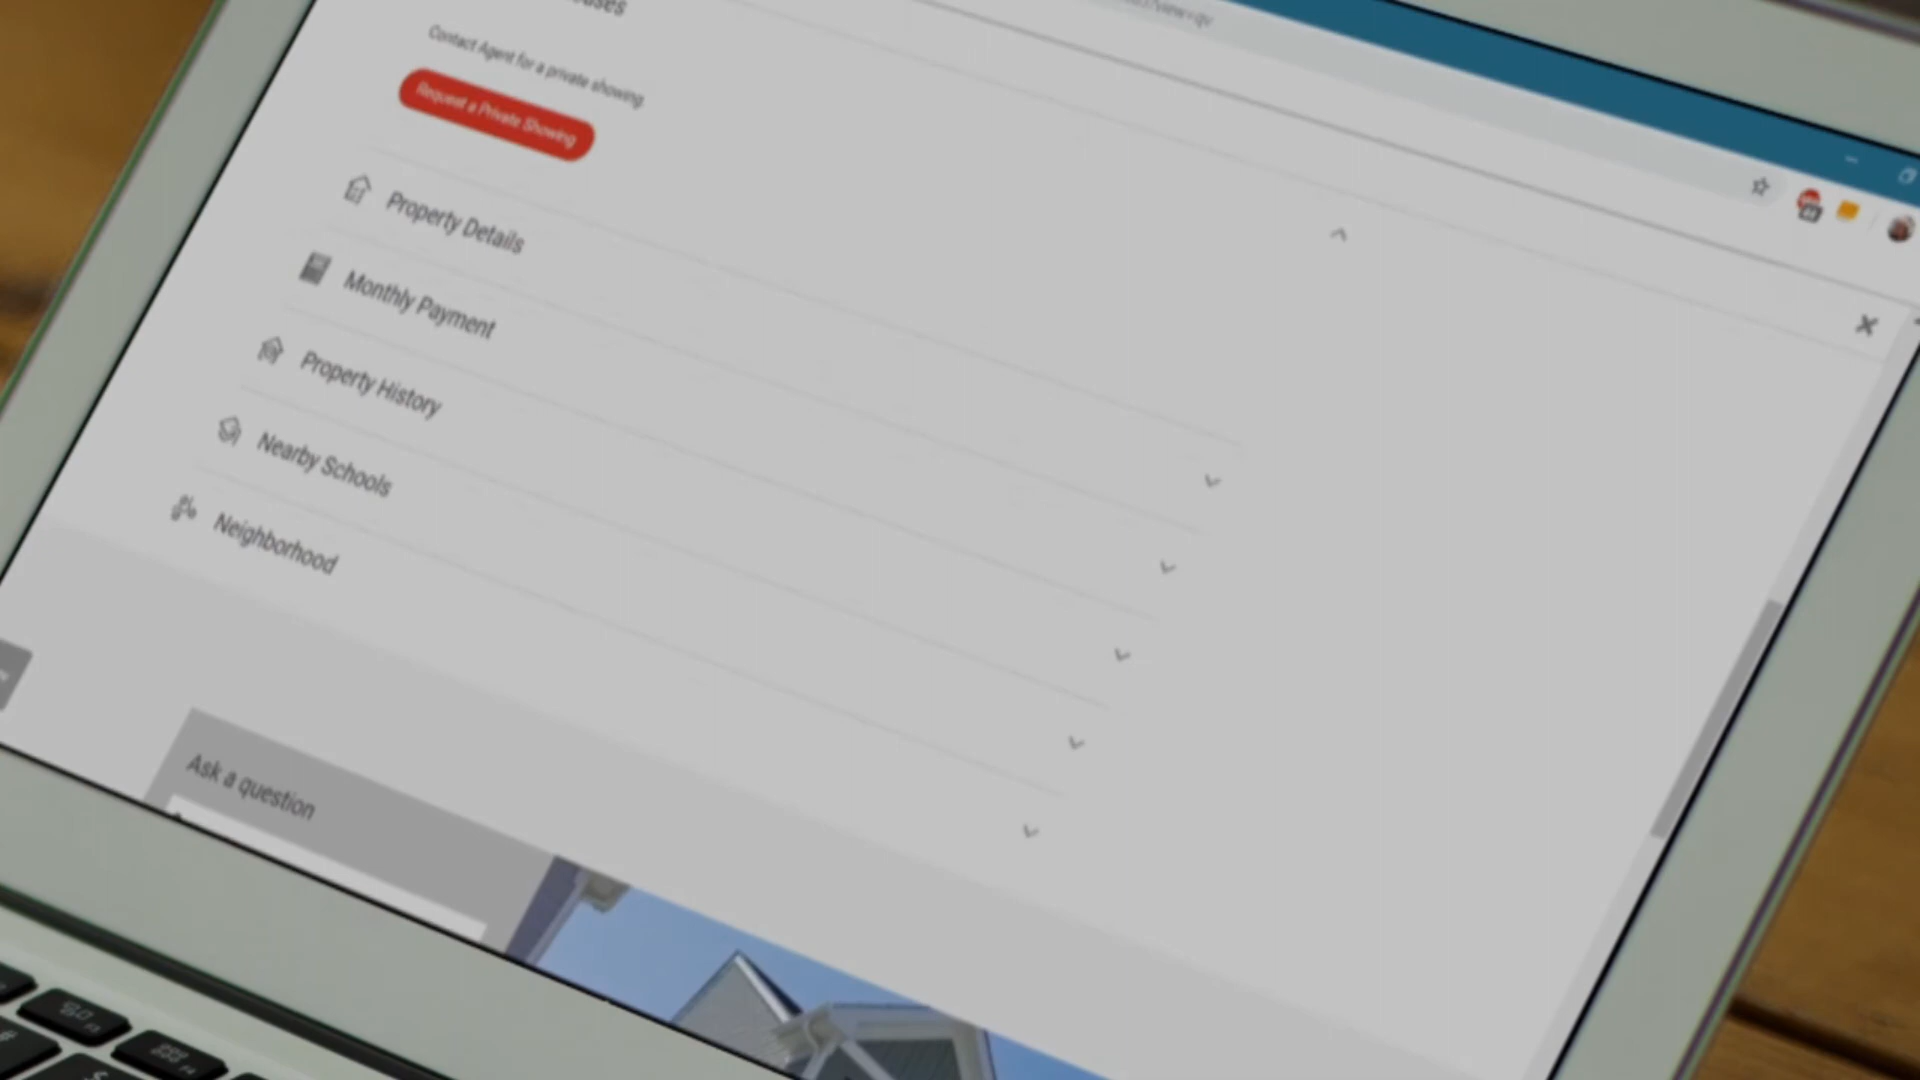 Contact Agent for a private showing
Request a Private Showing
Property Details
Monthly Payment
Property History
Nearby Schools
Neighborhood
Ask a question